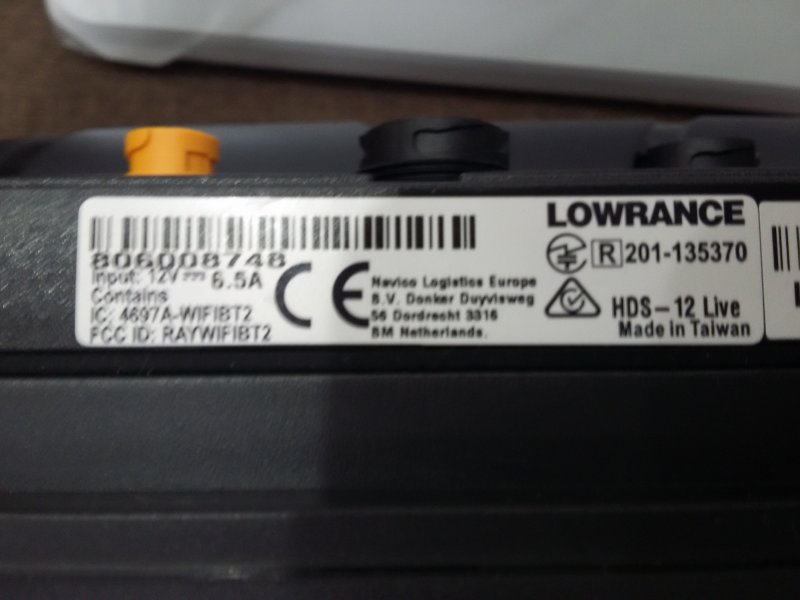 806008748
Input: 12V 6.5A
Contains
IC: 4697A-WIFIBT2
FCC ID: RAYWIFIBT2
CE
Navico Logistics Europe
B.V. Donker Duyvisweg
56 Dordrecht 3316
BM Netherlands.
LOWRANCE
R 201-135370
HDS-12 Live
Made in Taiwan